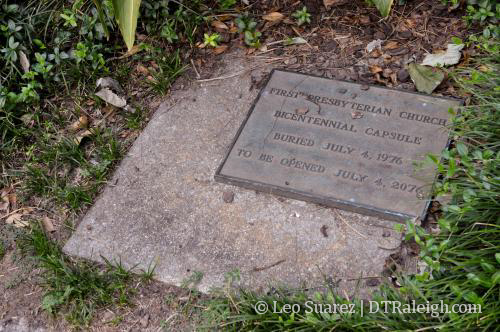 FIRST PRESBYTERIAN CHURCH
BICENTENNIAL CAPSULE
BURIED JULY 4, 1976
TO BE OPENED JULY 4, 2076
© Leo Suarez / DTRaleigh.com